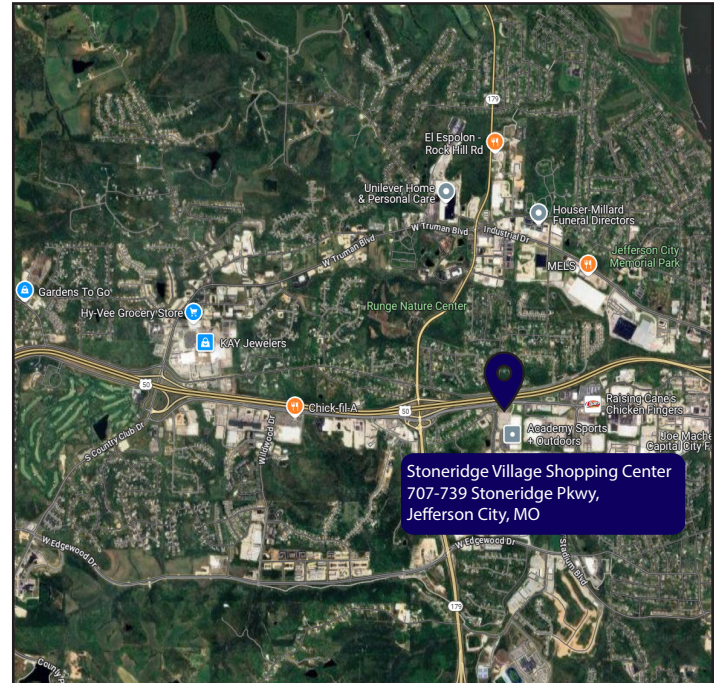 179
El Espolon -
Rock Hill Rd
Unilever Home
& Personal Care
Houser-Millard
Funeral Directors
W Truman Blvd
Industrial Dr
W Truman Blvd
Jefferson City
Memorial Park
MELS
Gardens To Go
Hy-Vee Grocery Store
Runge Nature Center
KAY Jewelers
50
Chick-fil-A
50
Raising Cane's
Chicken Fingers
Academy Sports
+ Outdoors
Joe Mache
Capital City F
S Country Club Dr
Wildwood Dr
Stoneridge Village Shopping Center
707-739 Stoneridge Pkwy,
Jefferson City, MO
W Edgewood Dr
W Edgewood Dr
Stadium Blvd
179